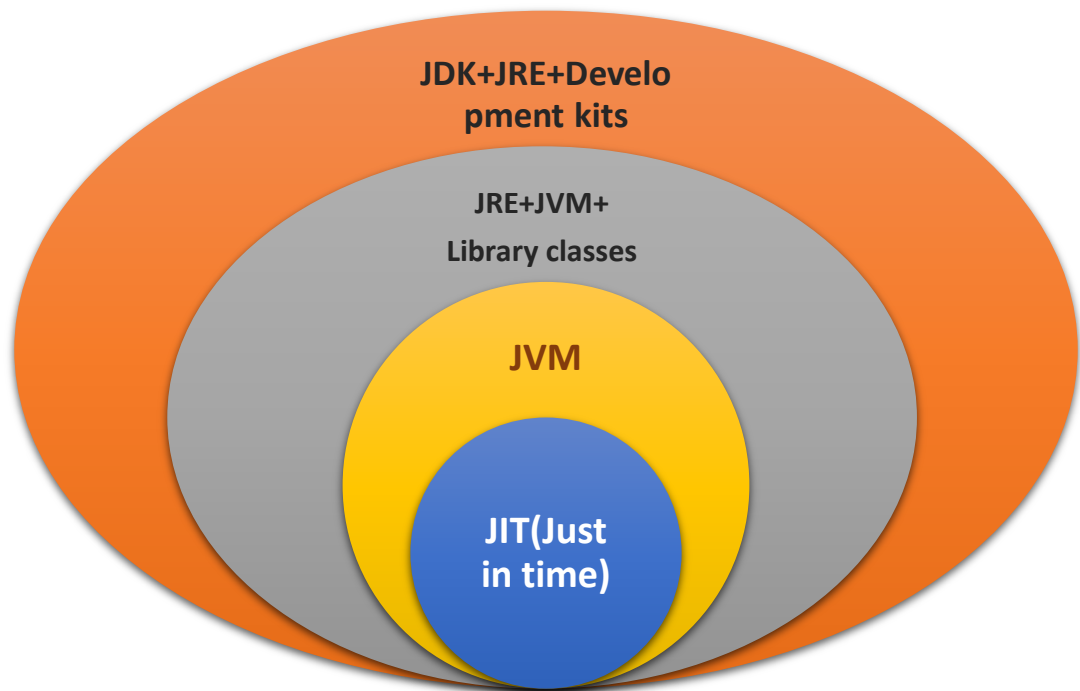 JDK+JRE+Develo
pment kits
JRE+JVM+
Library classes
JVM
JIT(Just
in time)